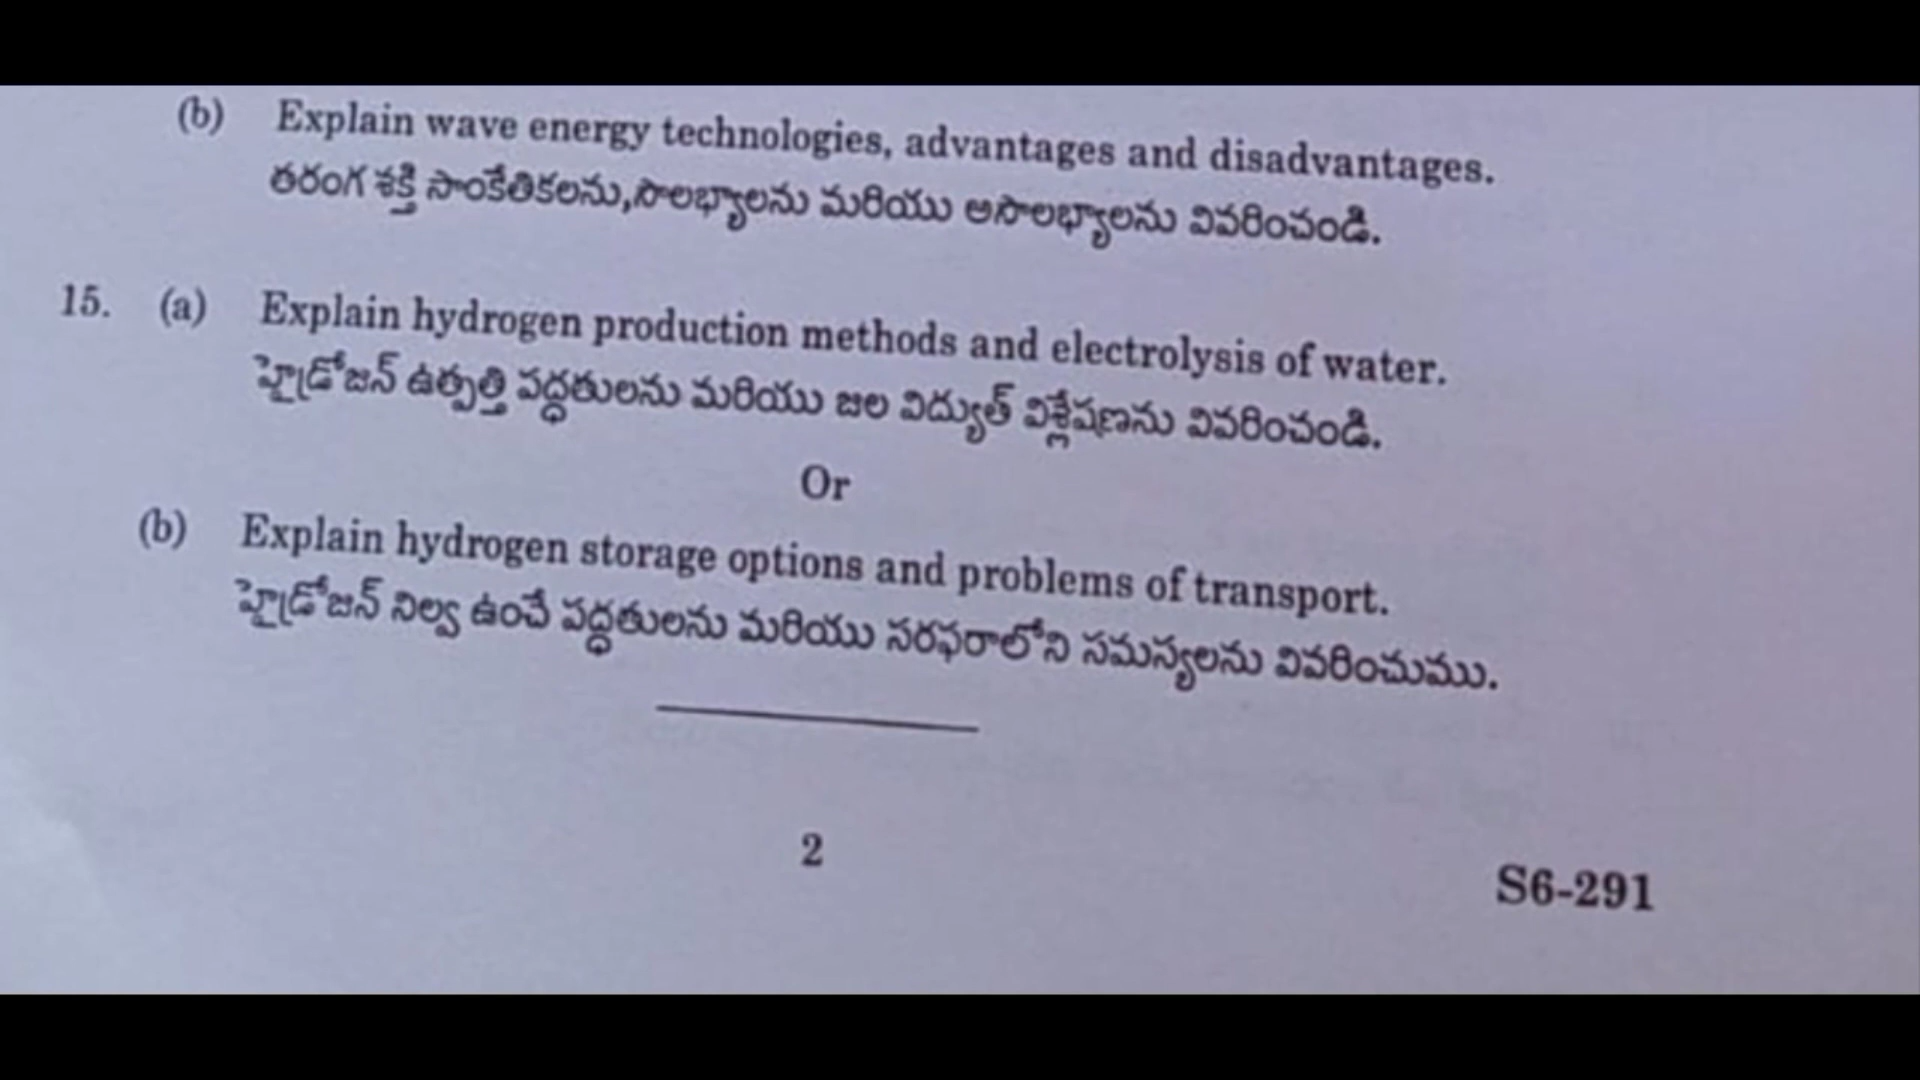 (b) Explain wave energy technologies, advantages and disadvantages.
తరంగ శక్తి సాంకేతికలను,సౌలభ్యాలను మరియు అసౌలభ్యాలను వివరించండి.
15. (a) Explain hydrogen production methods and electrolysis of water.
హైడ్రోజన్ ఉత్పత్తి పద్ధతులను మరియు జల విద్యుత్ విశ్లేషణను వివరించండి.
Or
(b) Explain hydrogen storage options and problems of transport.
హైడ్రోజన్ నిల్వ ఉంచే పద్ధతులను మరియు సరఫరాలోని సమస్యలను వివరించుము.
2
S6-291